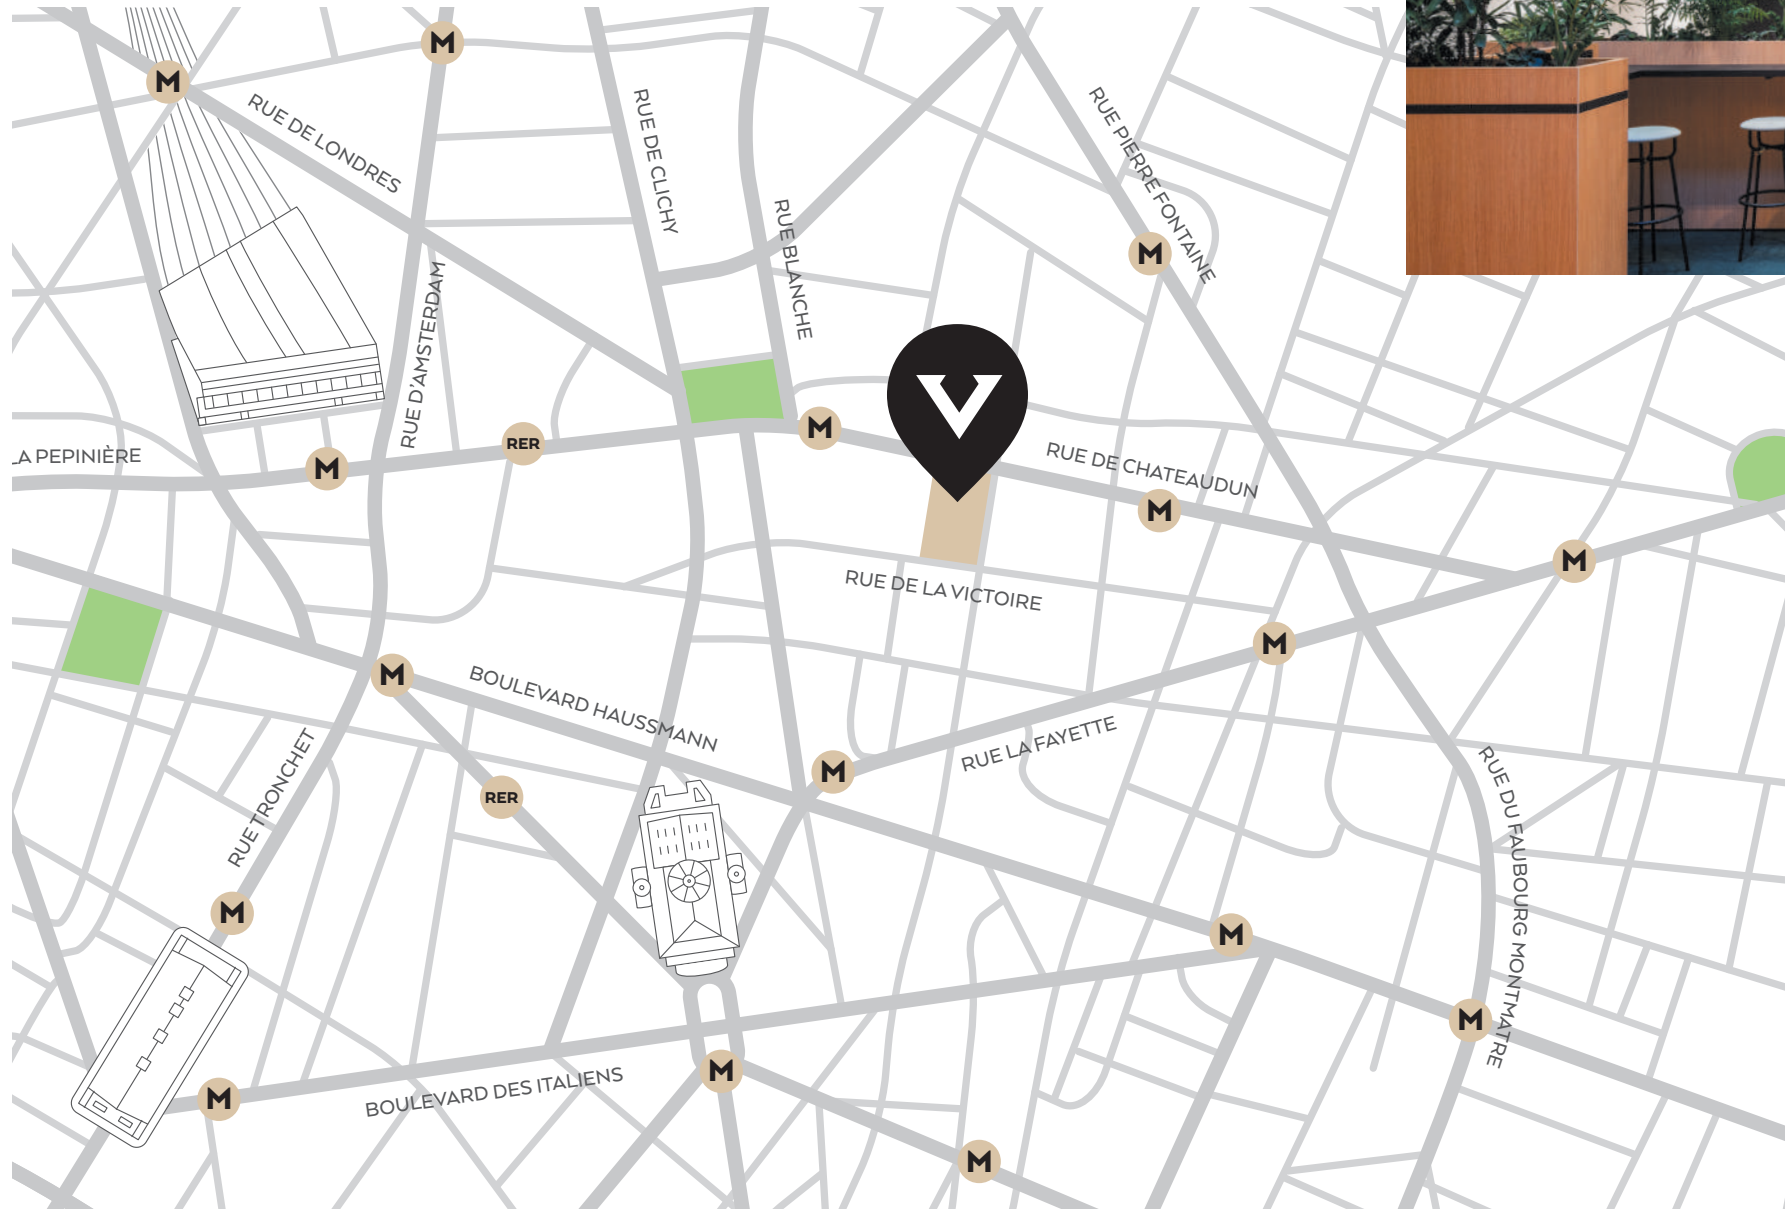 M
M
RUE DE LONDRES
RUE DE CLICHY
RUE PIERRE FONTAINE
RUE BLANCHE
M
RUE D'AMSTERDAM
V
M
RER
LA PEPINIÈRE
M
RUE DE CHATEAUDUN
M
M
RUE DE LA VICTOIRE
M
M
BOULEVARD HAUSSMANN
RUE TRONCHET
RER
M
RUE LA FAYETTE
RUE DU FAUBOURG MONTMATRE
M
M
M
M
M
BOULEVARD DES ITALIENS
M